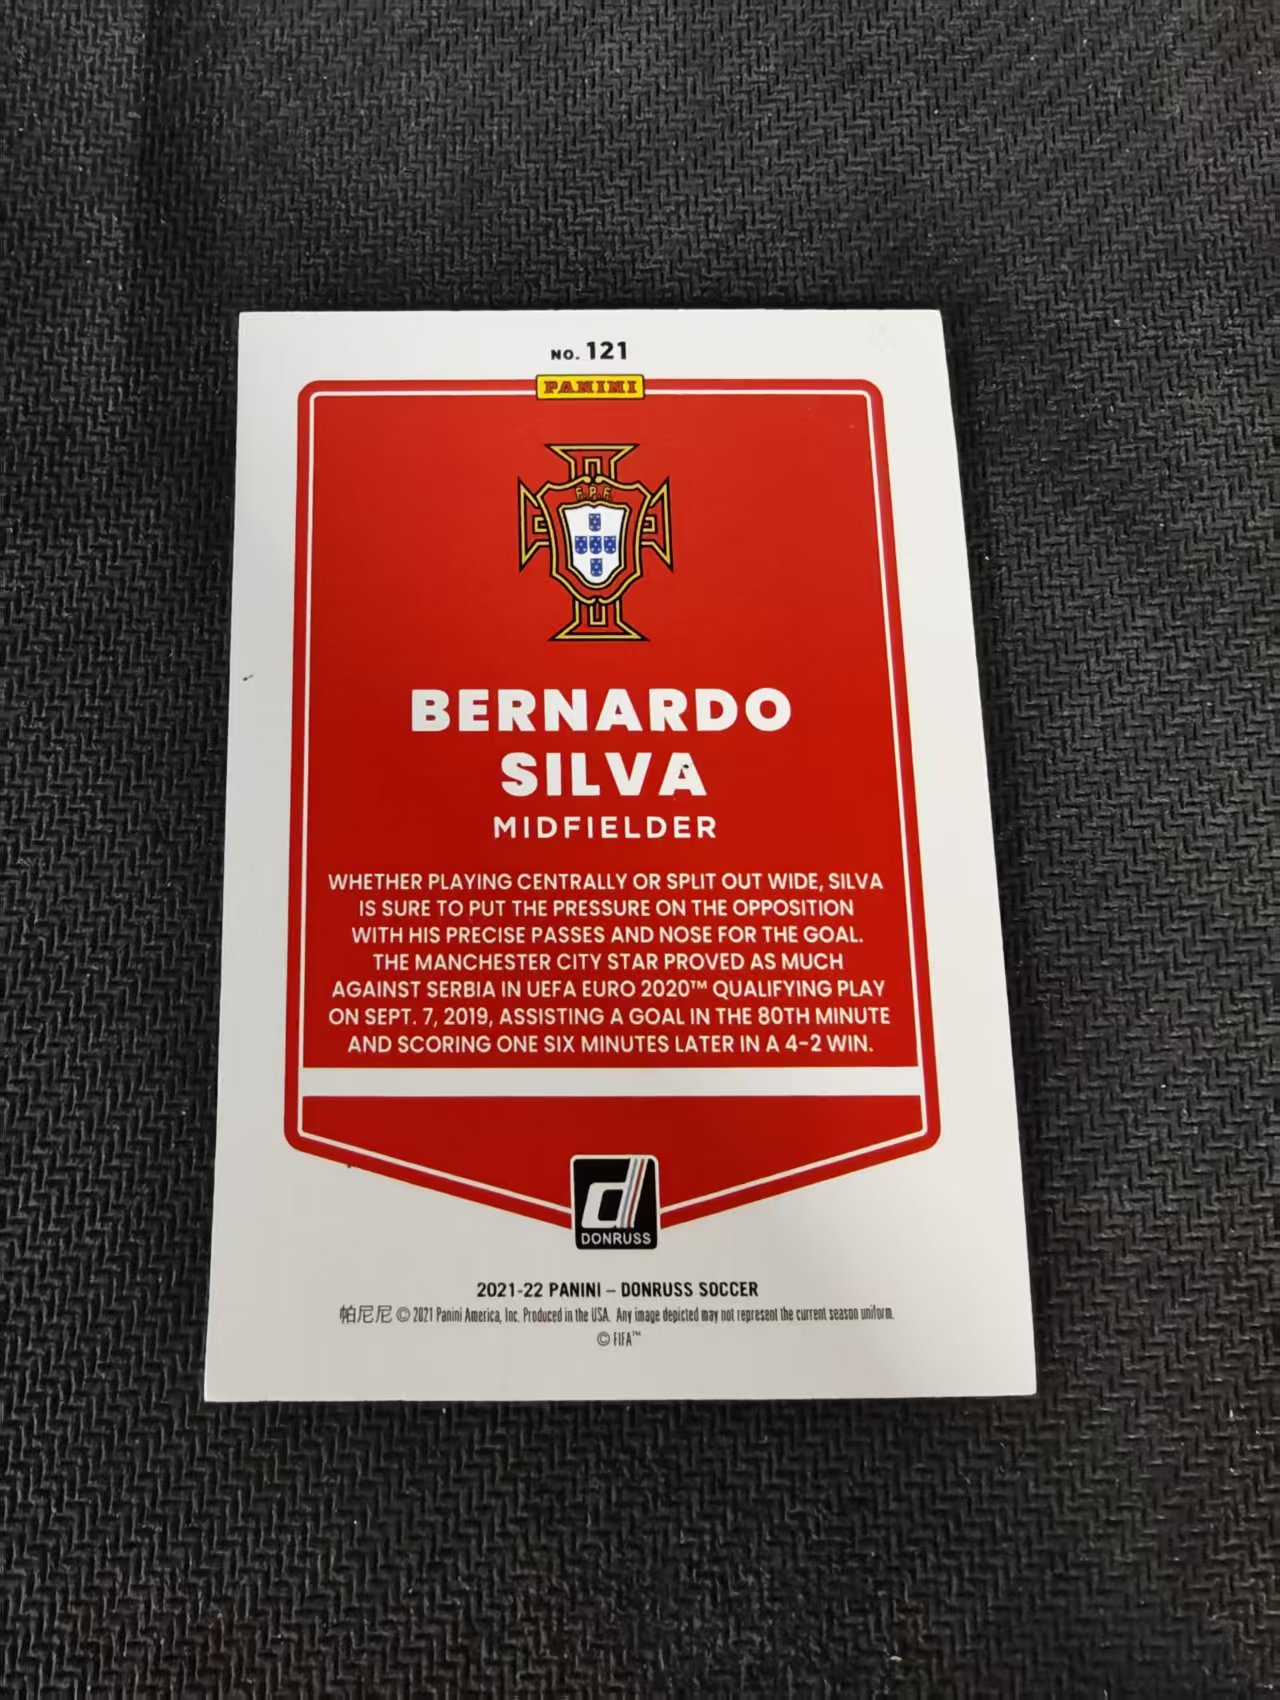 NO. 121
PANINI
F.P.F.
BERNARDO
SILVA
MIDFIELDER
WHETHER PLAYING CENTRALLY OR SPLIT OUT WIDE, SILVA
IS SURE TO PUT THE PRESSURE ON THE OPPOSITION
WITH HIS PRECISE PASSES AND NOSE FOR THE GOAL.
THE MANCHESTER CITY STAR PROVED AS MUCH
AGAINST SERBIA IN UEFA EURO 2020™ QUALIFYING PLAY
ON SEPT. 7, 2019, ASSISTING A GOAL IN THE 80TH MINUTE
AND SCORING ONE SIX MINUTES LATER IN A 4-2 WIN.
d
DONRUSS
2021-22 PANINI – DONRUSS SOCCER
帕尼尼 © 2021 Panini America, Inc. Produced in the USA. Any image depicted may not represent the current season uniform.
© FIFA™